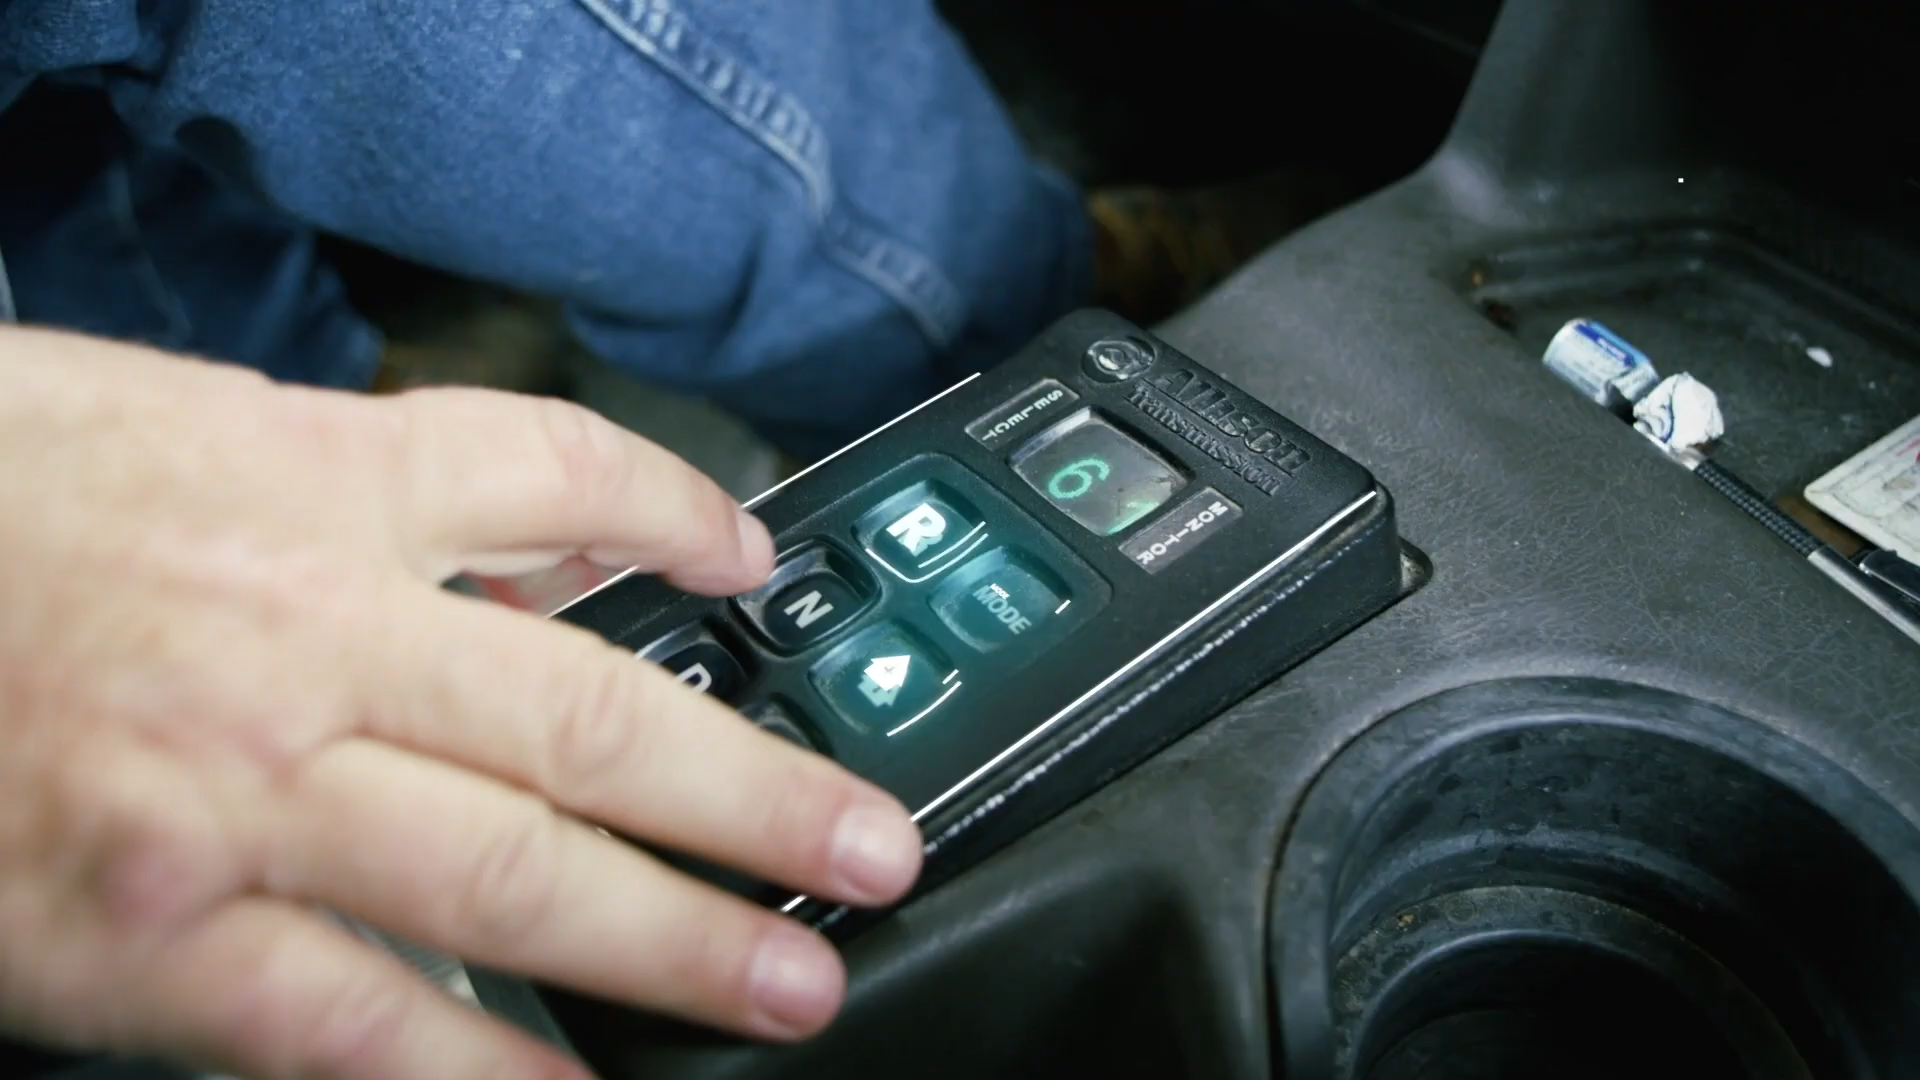 Allison
Transmission
SELECT
6
MONITOR
R
MODE
N
D